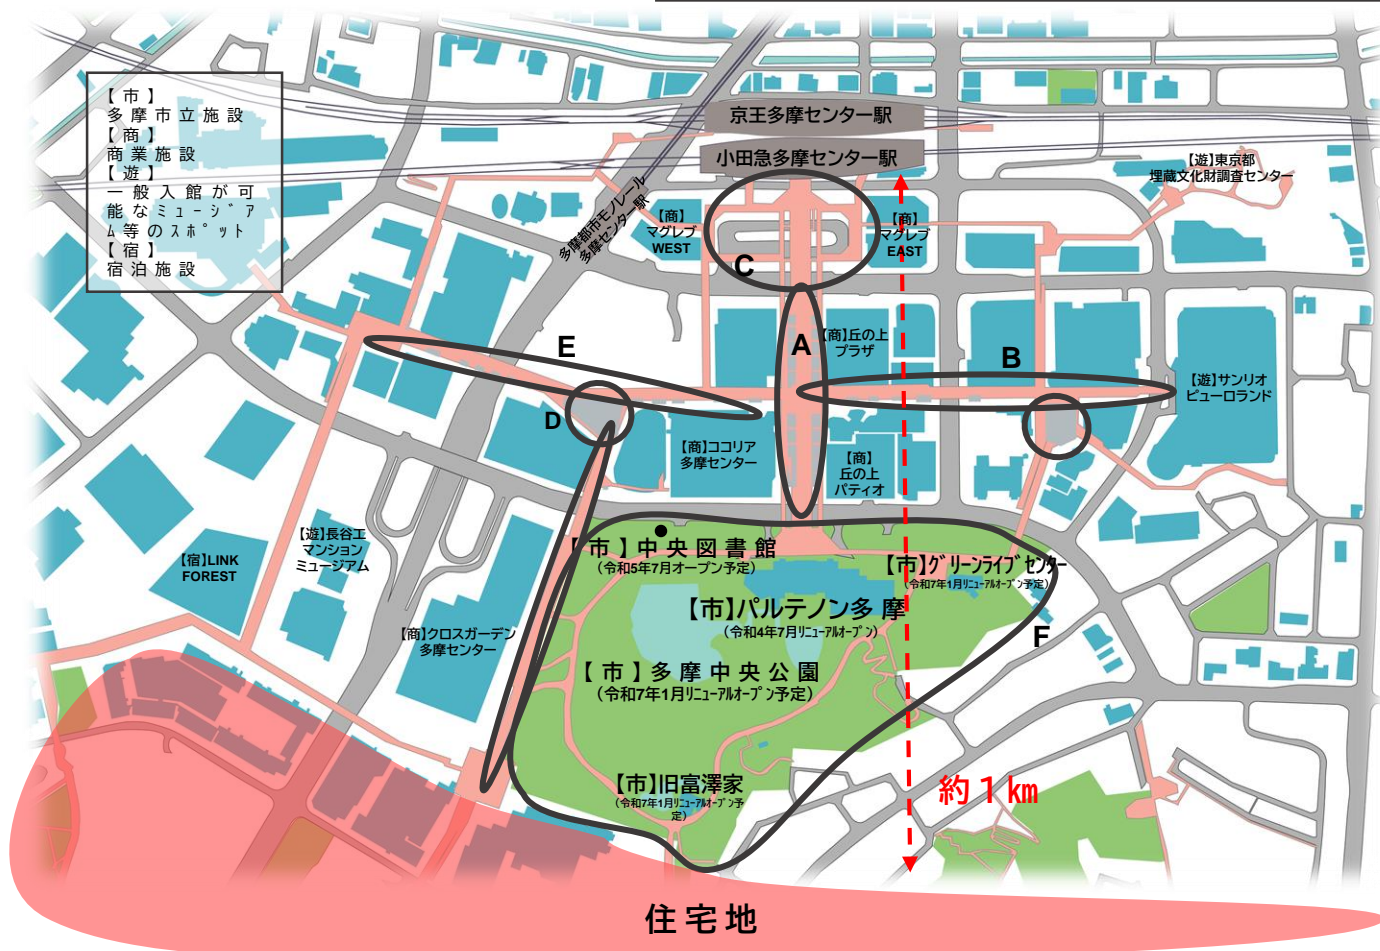 【市】
多摩市立施設
【商】
商業施設
【遊】
一般入館が可
能なミュージア
ム等のスポット
【宿】
宿泊施設
京王多摩センター駅
小田急多摩センター駅
多摩都市モノレール
多摩センター駅
【遊】東京都
埋蔵文化財調査センター
【商】
マグレブ
WEST
【商】
マグレブ
EAST
C
A
【商】丘の上
プラザ
B
E
【遊】サンリオ
ピューロランド
D
【商】ココリア
多摩センター
【商】
丘の上
パティオ
【宿】LINK
FOREST
【遊】長谷工
マンション
ミュージアム
【市】中央図書館
(令和5年7月オープン予定)
【市】グリーンライブセンター
(令和7年1月リニューアルオープン予定)
【市】パルテノン多摩
(令和4年7月リニューアルオープン)
【商】クロスガーデン
多摩センター
F
【市】多摩中央公園
(令和7年1月リニューアルオープン予定)
【市】旧富澤家
(令和7年1月リニューアルオープン予
定)
約1km
住宅地